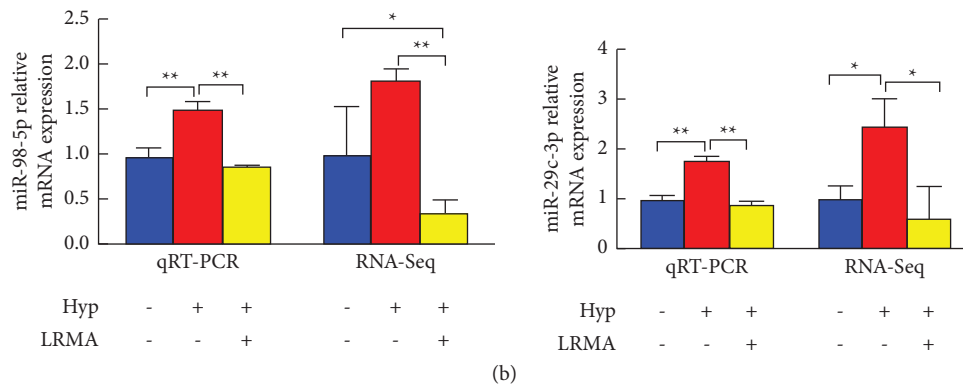 miR-98-5p relative
mRNA expression
2.5
2.0
1.5
1.0
0.5
0.0
**
**
*
**
qRT-PCR
RNA-Seq
Hyp
- + + - + +
LRMA
- - + - - +
miR-29c-3p relative
mRNA expression
4
3
2
1
0
**
**
*
*
qRT-PCR
RNA-Seq
Hyp
- + + - + +
LRMA
- - + - - +
(b)